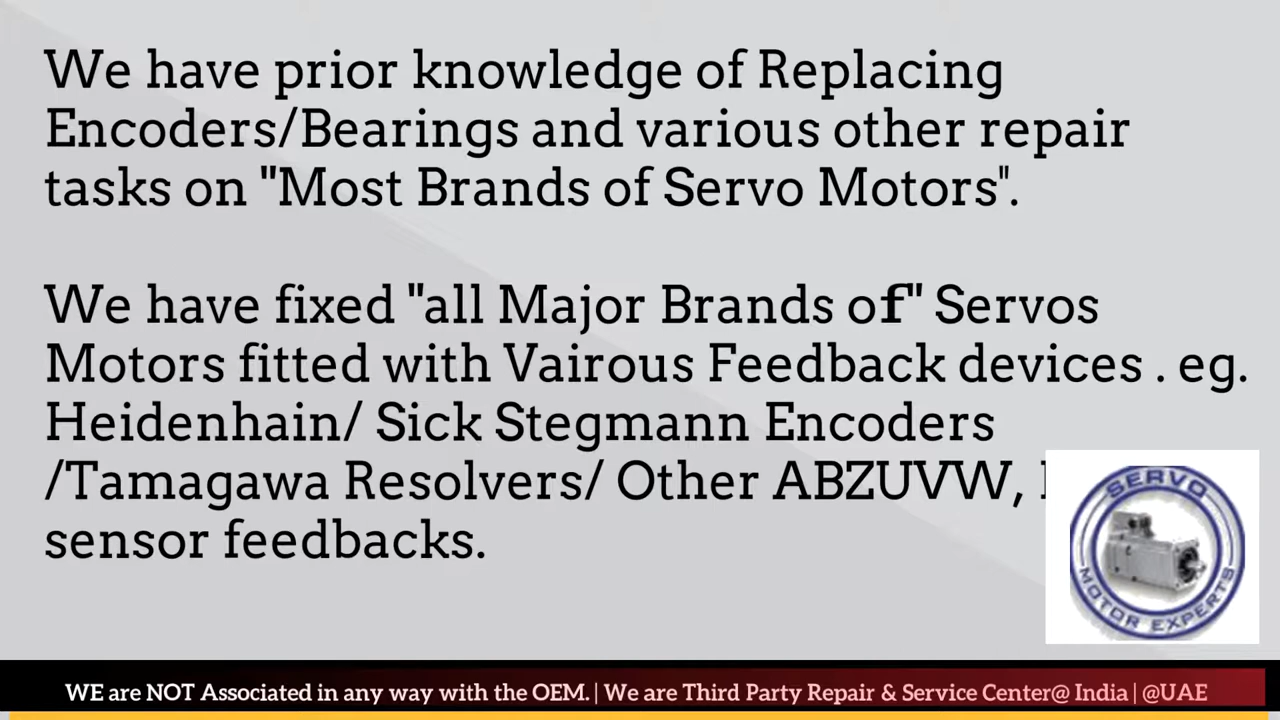 We have prior knowledge of Replacing
Encoders/Bearings and various other repair
tasks on "Most Brands of Servo Motors".
We have fixed "all Major Brands of" Servos
Motors fitted with Vairous Feedback devices . eg.
Heidenhain/ Sick Stegmann Encoders
/Tamagawa Resolvers/ Other ABZUVW,
sensor feedbacks.
SERVO
MOTOR EXPERTS
WE are NOT Associated in any way with the OEM. | We are Third Party Repair & Service Center@ India | @UAE